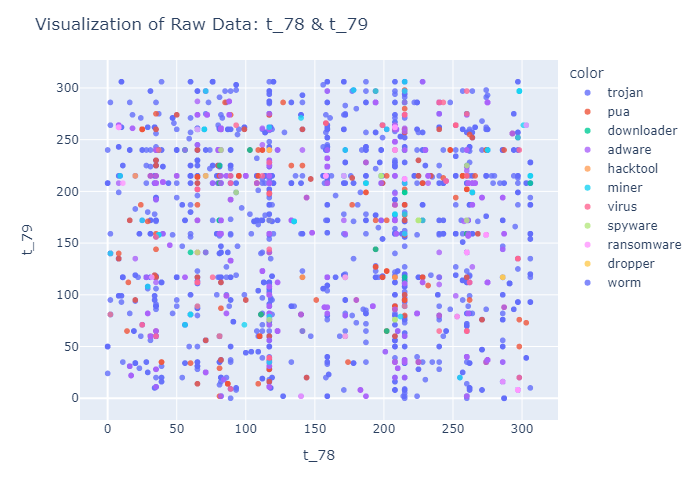 Visualization of Raw Data: t_78 & t_79
color
trojan
pua
downloader
adware
hacktool
miner
virus
spyware
ransomware
dropper
worm
t_79
300
250
200
150
100
50
0
0 50 100 150 200 250 300
t_78